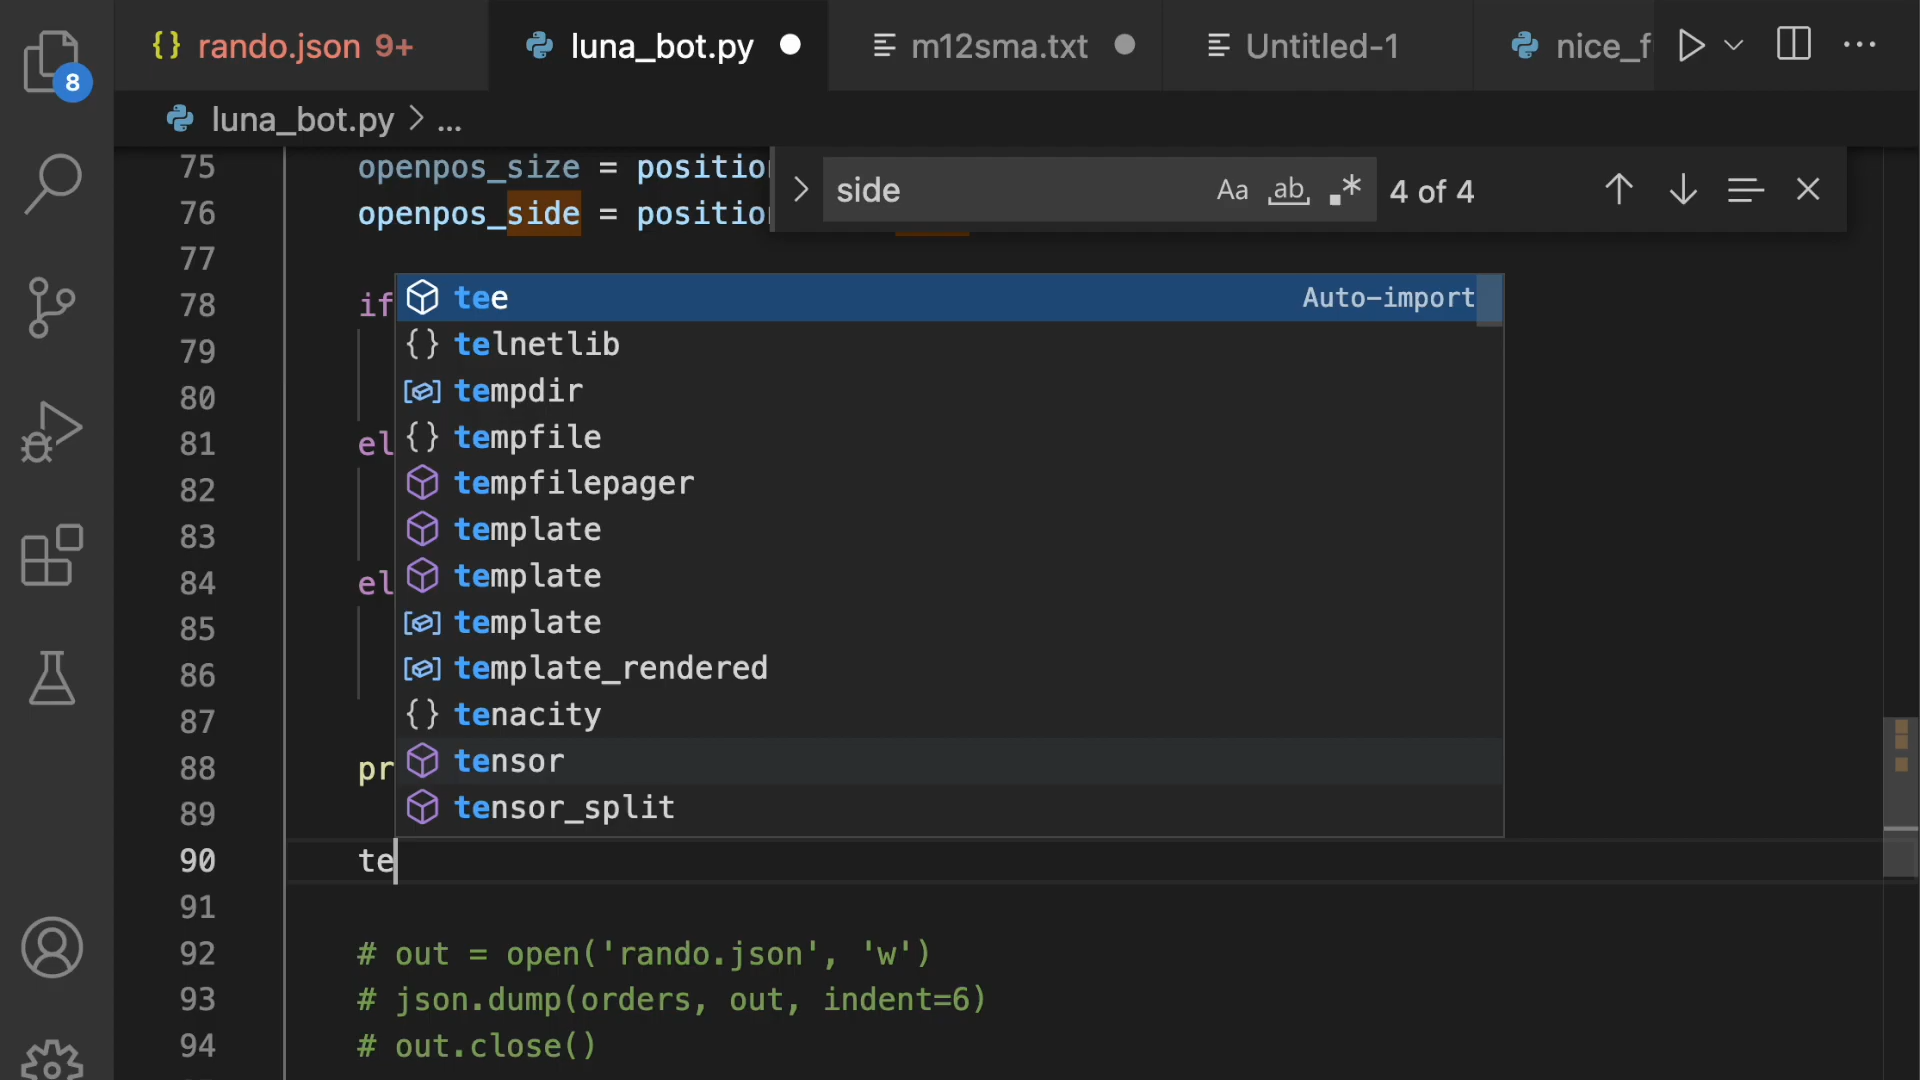 {} rando.json 9+
luna_bot.py
m12sma.txt
Untitled-1
nice_f
8
luna_bot.py > ...
75 openpos_size = position
76 openpos_side = position
side
Aa ab .* 4 of 4
77
78 if
79
80
81 el
82
83
84 el
85
86
87
88 pr
89
tee Auto-import
{} telnetlib
tempdir
{} tempfile
tempfilepager
template
template
template
template_rendered
{} tenacity
tensor
tensor_split
90 te
91
92 # out = open('rando.json', 'w')
93 # json.dump(orders, out, indent=6)
94 # out.close()